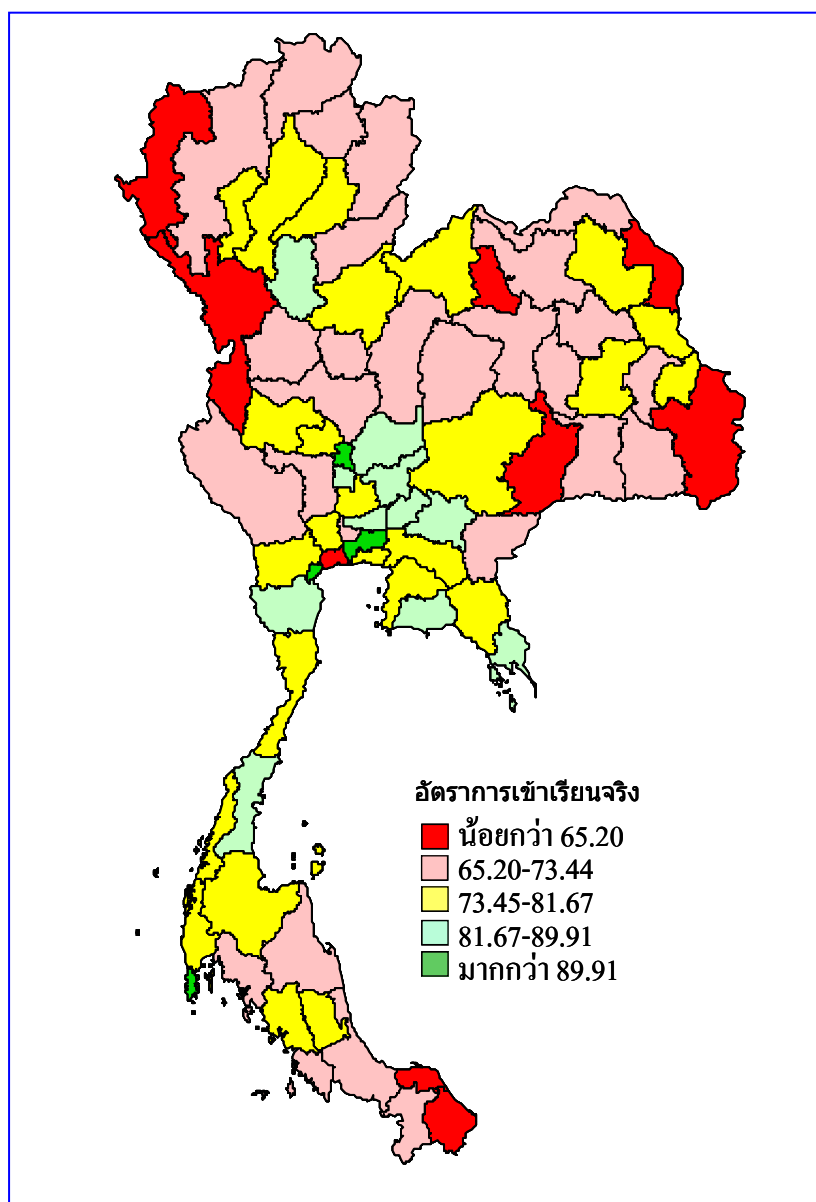 อัตราการเข้าเรียนจริง
น้อยกว่า 65.20
65.20-73.44
73.45-81.67
81.67-89.91
มากกว่า 89.91